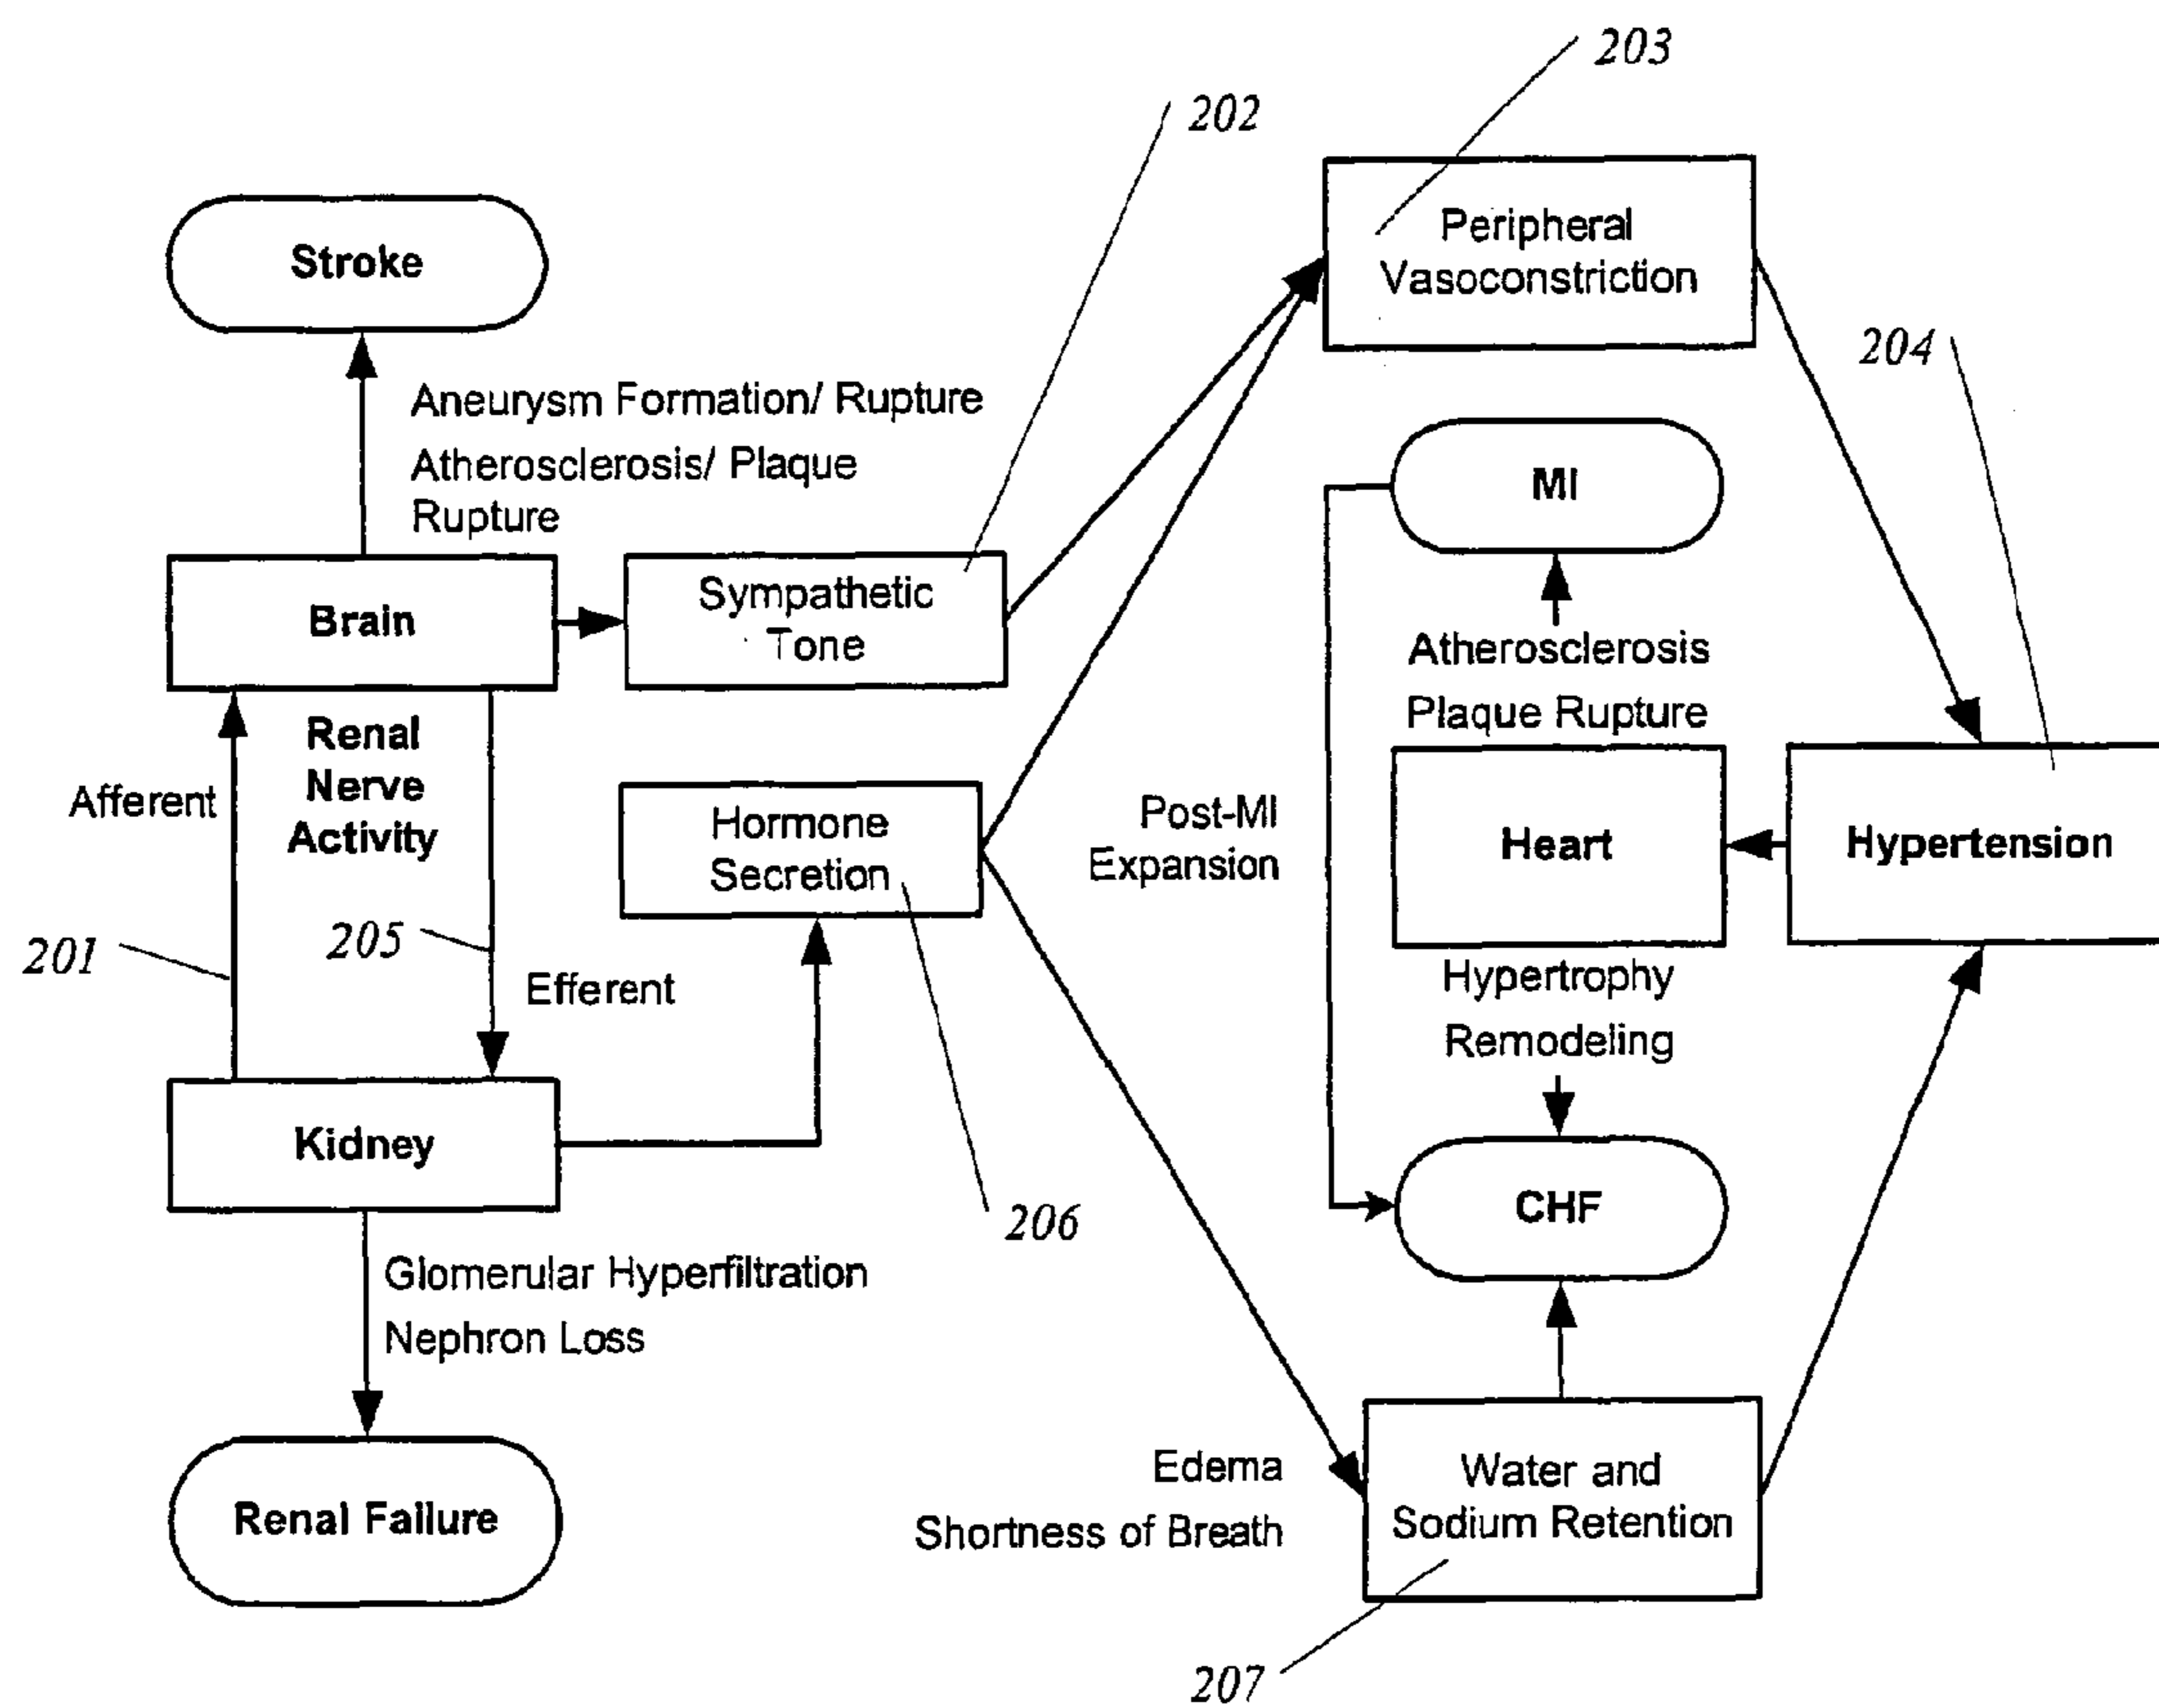 203
202
Peripheral
Vasoconstriction
Stroke
204
Aneurysm Formation/ Rupture
Atherosclerosis/ Plaque
Rupture
MI
Brain
Sympathetic
Tone
Atherosclerosis
Plaque Rupture
Renal
Nerve
Activity
Afferent
Hormone
Secretion
Post-MI
Expansion
Heart
Hypertension
201
205
Efferent
Hypertrophy
Remodeling
Kidney
206
CHF
Glomerular Hyperfiltration
Nephron Loss
Renal Failure
Edema
Shortness of Breath
Water and
Sodium Retention
207